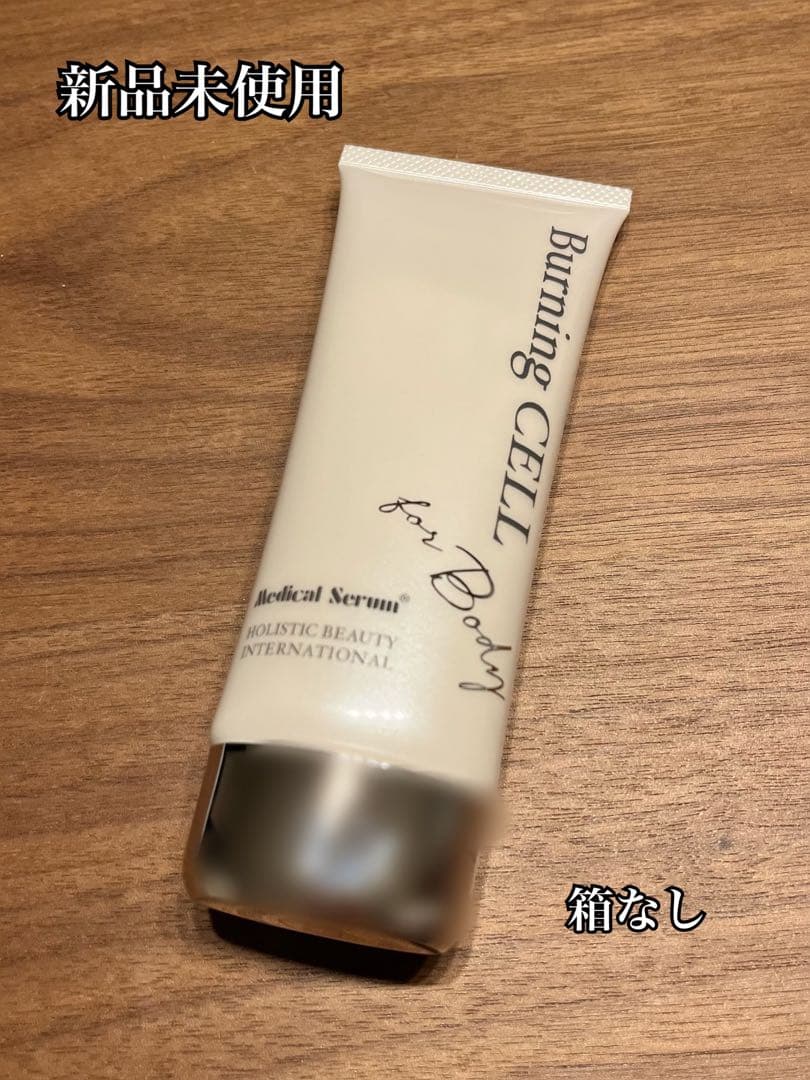 新品未使用
Burning CELL
for Body
Medical Serum®
HOLISTIC BEAUTY
INTERNATIONAL
箱なし